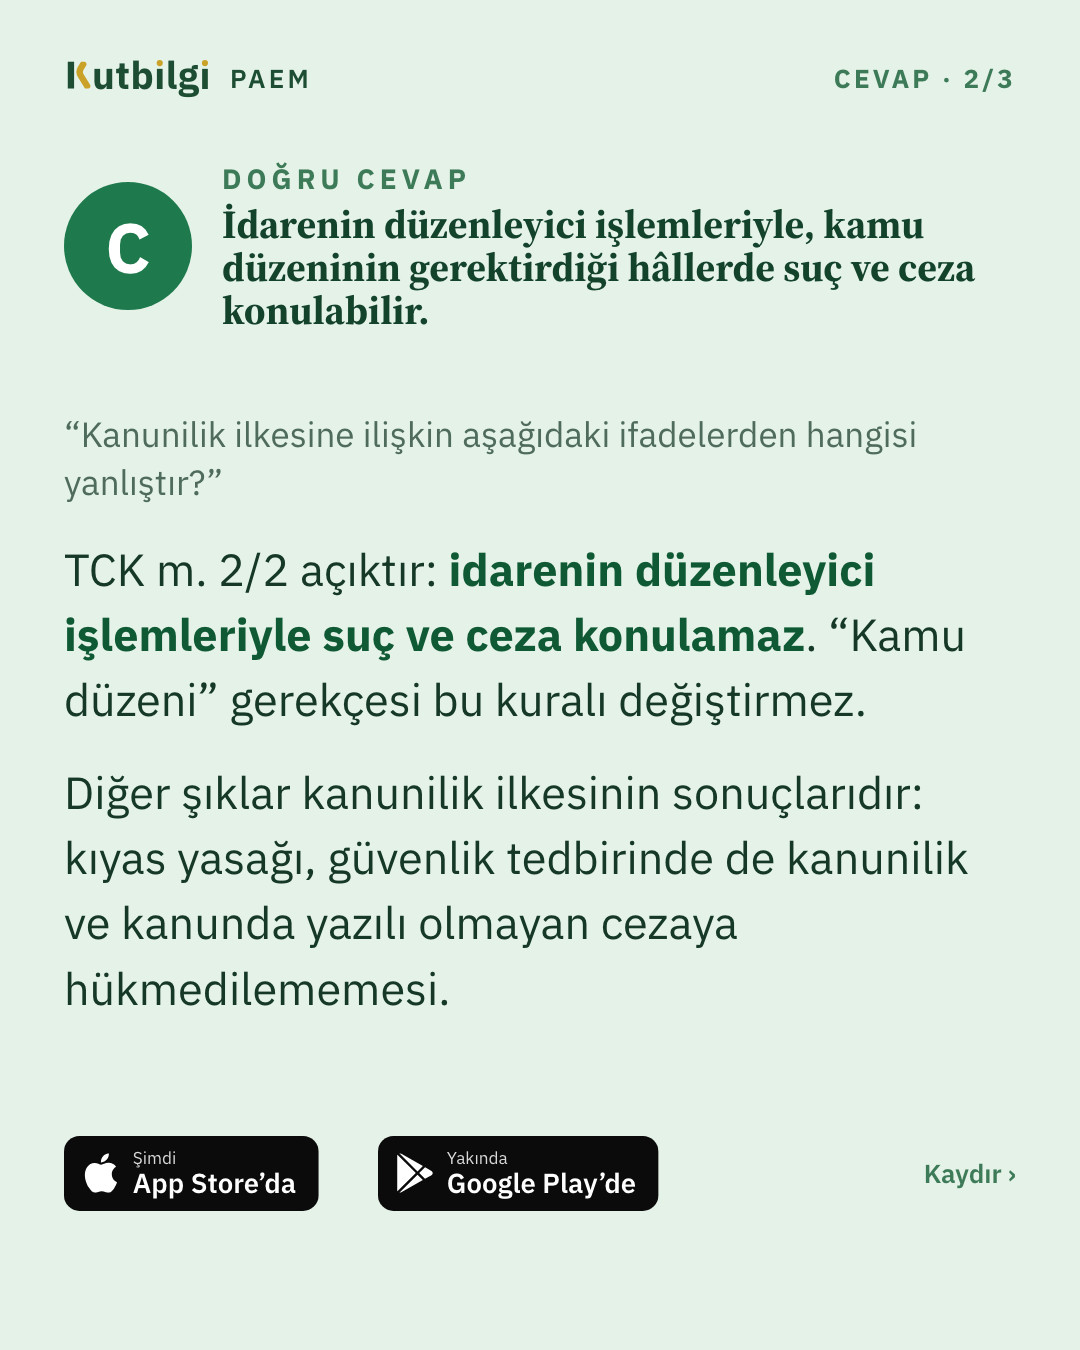 Kutbilgi PAEM
CEVAP · 2/3
C
DOĞRU CEVAP
İdarenin düzenleyici işlemleriyle, kamu
düzeninin gerektirdiği hâllerde suç ve ceza
konulabilir.
“Kanunilik ilkesine ilişkin aşağıdaki ifadelerden hangisi
yanlıştır?”
TCK m. 2/2 açıktır: idarenin düzenleyici
işlemleriyle suç ve ceza konulamaz. “Kamu
düzeni” gerekçesi bu kuralı değiştirmez.
Diğer şıklar kanunilik ilkesinin sonuçlarıdır:
kıyas yasağı, güvenlik tedbirinde de kanunilik
ve kanunda yazılı olmayan cezaya
hükmedilememesi.
Şimdi
App Store’da
Yakında
Google Play’de
Kaydır ›